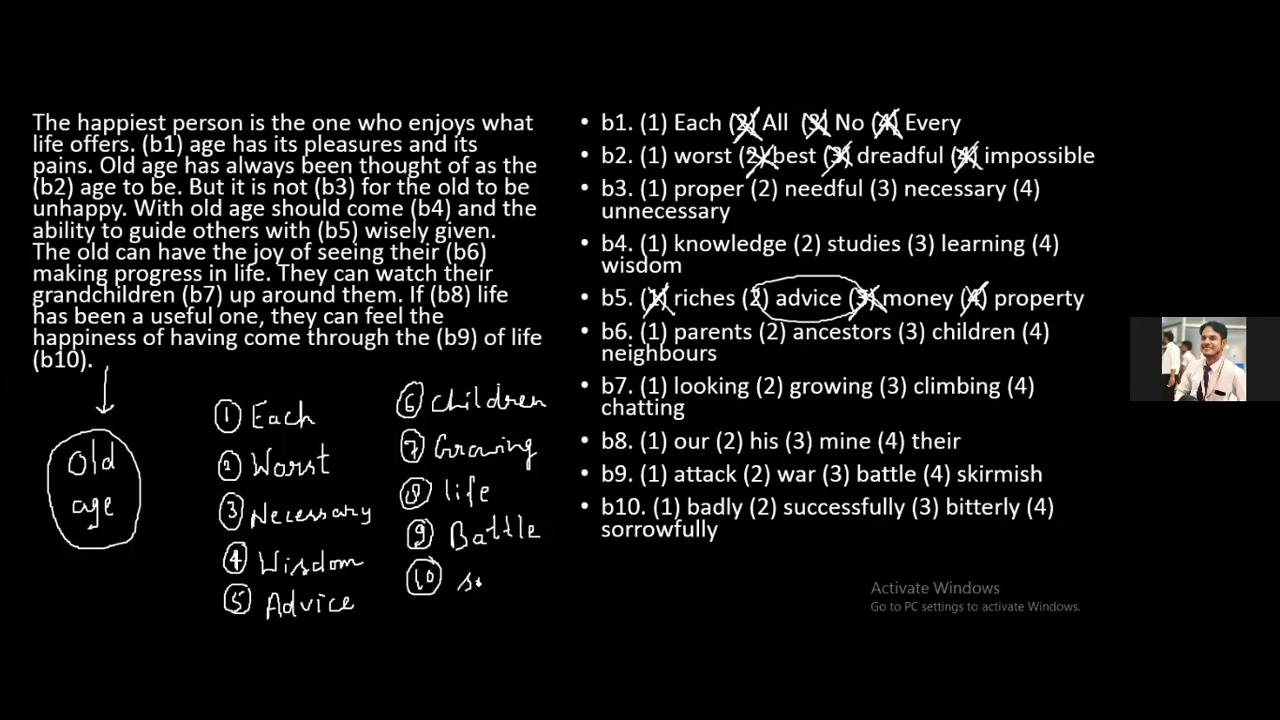 The happiest person is the one who enjoys what
life offers. (b1) age has its pleasures and its
pains. Old age has always been thought of as the
(b2) age to be. But it is not (b3) for the old to be
unhappy. With old age should come (b4) and the
ability to guide others with (b5) wisely given.
The old can have the joy of seeing their (b6)
making progress in life. They can watch their
grandchildren (b7) up around them. If (b8) life
has been a useful one, they can feel the
happiness of having come through the (b9) of life
(b10).
Old
age
1 Each
2 Worst
3 Necessary
4 Wisdom
5 Advice
6 children
7 Growing
8 life
9 Battle
10 s
• b1. (1) Each (2) All (3) No (4) Every
• b2. (1) worst (2) best (3) dreadful (4) impossible
• b3. (1) proper (2) needful (3) necessary (4)
unnecessary
• b4. (1) knowledge (2) studies (3) learning (4)
wisdom
• b5. (1) riches (2) advice (3) money (4) property
• b6. (1) parents (2) ancestors (3) children (4)
neighbours
• b7. (1) looking (2) growing (3) climbing (4)
chatting
• b8. (1) our (2) his (3) mine (4) their
• b9. (1) attack (2) war (3) battle (4) skirmish
• b10. (1) badly (2) successfully (3) bitterly (4)
sorrowfully
Activate Windows
Go to PC settings to activate Windows.